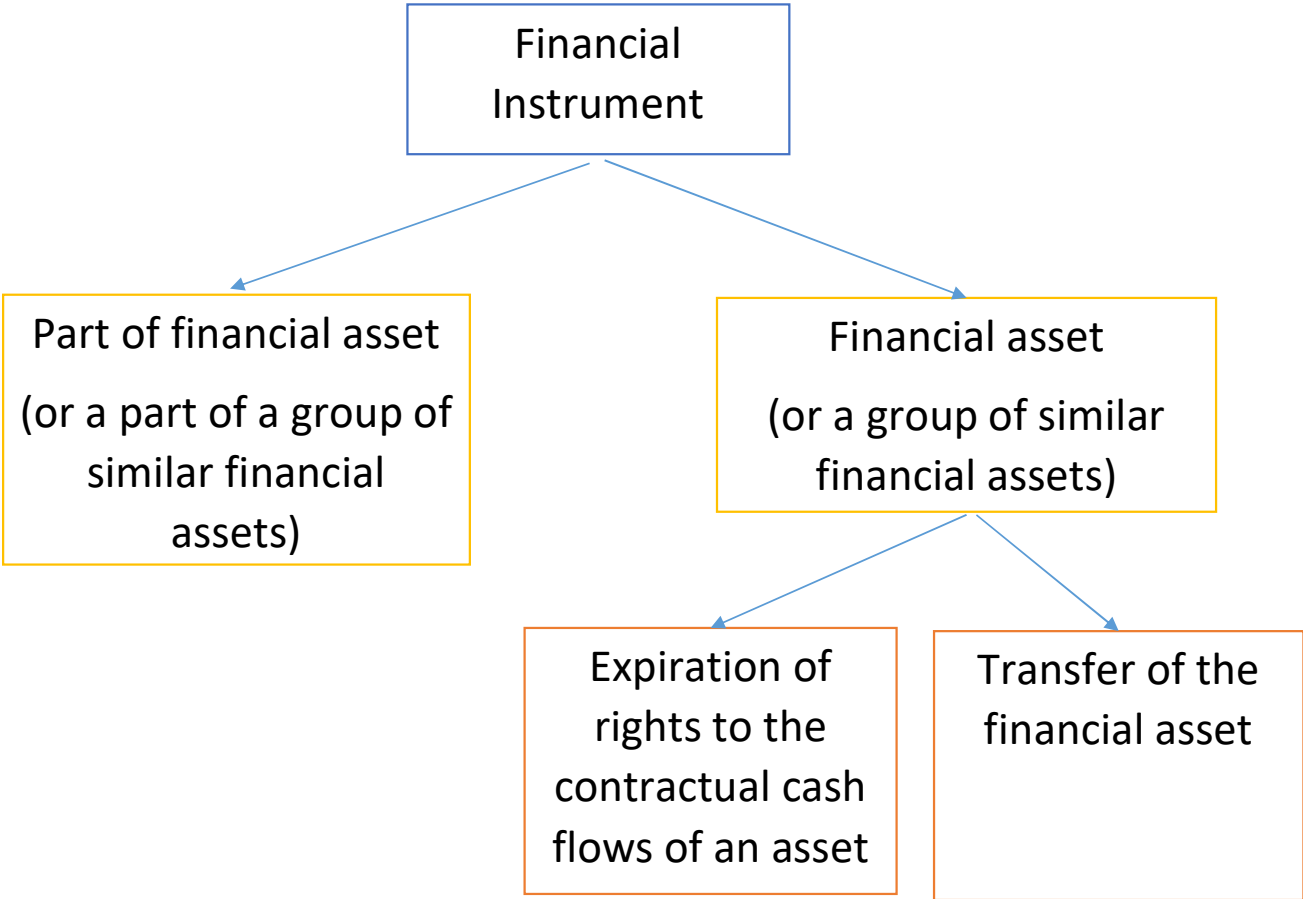 Financial
Instrument
Part of financial asset
(or a part of a group of
similar financial
assets)
Financial asset
(or a group of similar
financial assets)
Expiration of
rights to the
contractual cash
flows of an asset
Transfer of the
financial asset